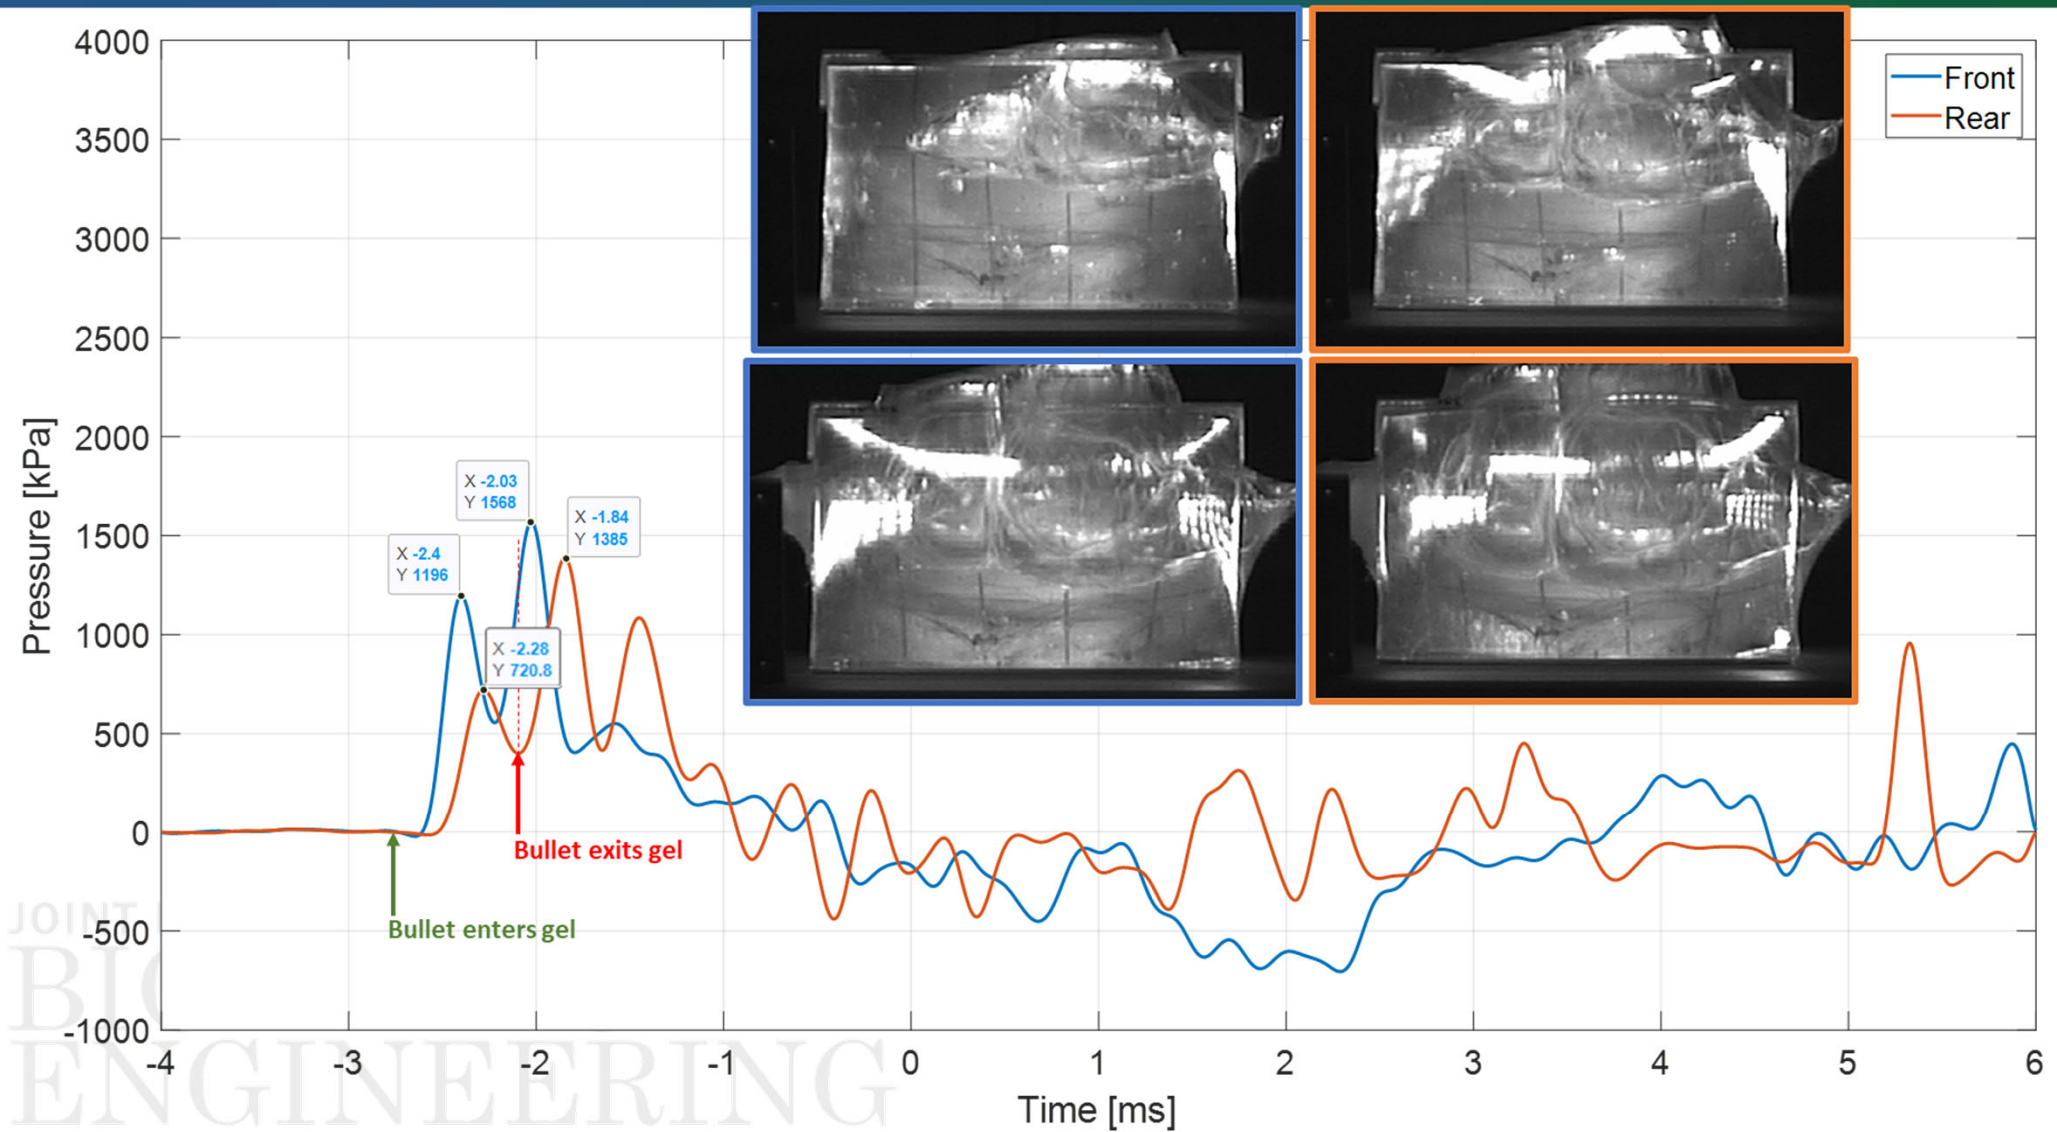 4000
3500
3000
2500
2000
1500
1000
500
0
-500
-1000
Pressure [kPa]
Front
Rear
X -2.4
Y 1196
X -2.03
Y 1568
X -1.84
Y 1385
X -2.28
Y 720.8
Bullet exits gel
Bullet enters gel
JOINT
BIO
ENGINEERING
-4 -3 -2 -1 0 1 2 3 4 5 6
Time [ms]